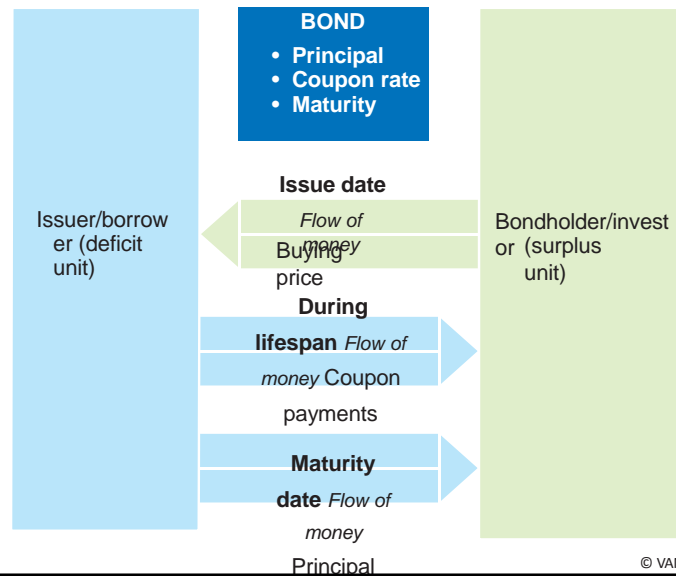 BOND
• Principal
• Coupon rate
• Maturity
Issuer/borrow
er (deficit
unit)
Issue date
Flow of
money
Buying
price
During
lifespan Flow of
money Coupon
payments
Maturity
date Flow of
money
Principal
Bondholder/invest
or (surplus
unit)